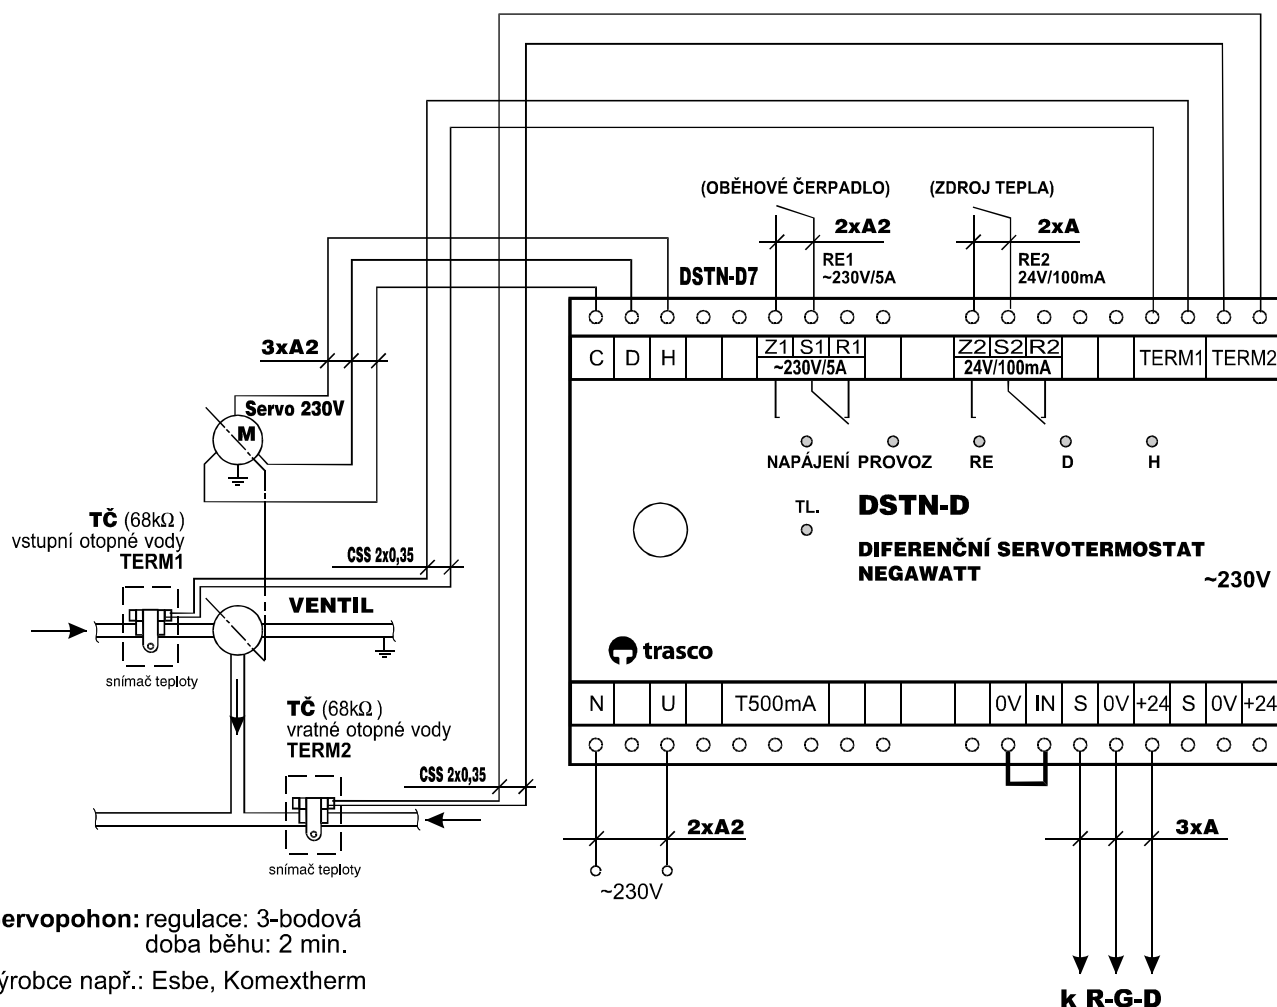 (OBĚHOVÉ ČERPADLO)
(ZDROJ TEPLA)
2xA2
2xA
RE1
~230V/5A
RE2
24V/100mA
DSTN-D7
3xA2
C D H Z1 S1 R1 Z2 S2 R2 TERM1 TERM2
~230V/5A
24V/100mA
Servo 230V
M
NAPÁJENÍ PROVOZ RE D H
TL.
DSTN-D
DIFERENČNÍ SERVOTERMOSTAT
NEGAWATT
~230V
TČ (68kΩ)
vstupní otopné vody
TERM1
CSS 2x0,35
VENTIL
snímač teploty
trasco
N U T500mA 0V IN S 0V +24 S 0V +24
TČ (68kΩ)
vratné otopné vody
TERM2
CSS 2x0,35
snímač teploty
2xA2
3xA
~230V
ervopohon: regulace: 3-bodová
doba běhu: 2 min.
ýrobce např.: Esbe, Komextherm
k R-G-D